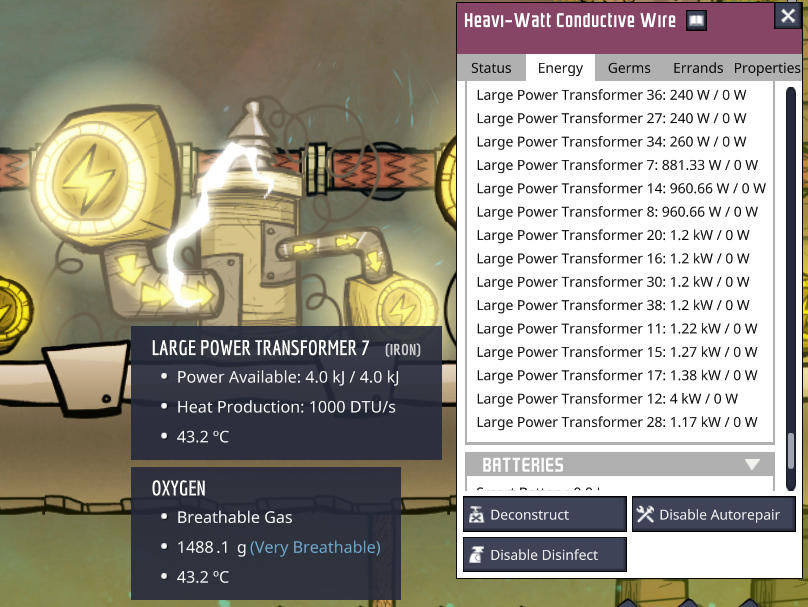 Heavi-Watt Conductive Wire
Status Energy Germs Errands Properties
Large Power Transformer 36: 240 W / 0 W
Large Power Transformer 27: 240 W / 0 W
Large Power Transformer 34: 260 W / 0 W
Large Power Transformer 7: 881.33 W / 0 W
Large Power Transformer 14: 960.66 W / 0 W
Large Power Transformer 8: 960.66 W / 0 W
Large Power Transformer 20: 1.2 kW / 0 W
Large Power Transformer 16: 1.2 kW / 0 W
Large Power Transformer 30: 1.2 kW / 0 W
Large Power Transformer 38: 1.2 kW / 0 W
Large Power Transformer 11: 1.22 kW / 0 W
Large Power Transformer 15: 1.27 kW / 0 W
Large Power Transformer 17: 1.38 kW / 0 W
Large Power Transformer 12: 4 kW / 0 W
Large Power Transformer 28: 1.17 kW / 0 W
BATTERIES
Deconstruct
Disable Autorepair
Disable Disinfect
LARGE POWER TRANSFORMER 7 (IRON)
• Power Available: 4.0 kJ / 4.0 kJ
• Heat Production: 1000 DTU/s
• 43.2 ºC
OXYGEN
• Breathable Gas
• 1488.1 g (Very Breathable)
• 43.2 ºC